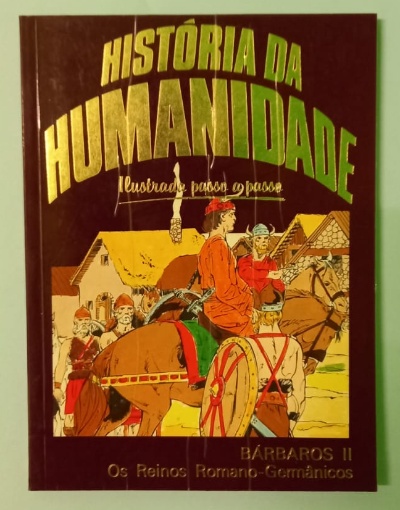 HISTÓRIA DA
HUMANIDADE
Ilustrada passo a passo
BÁRBAROS II
Os Reinos Romano-Germânicos